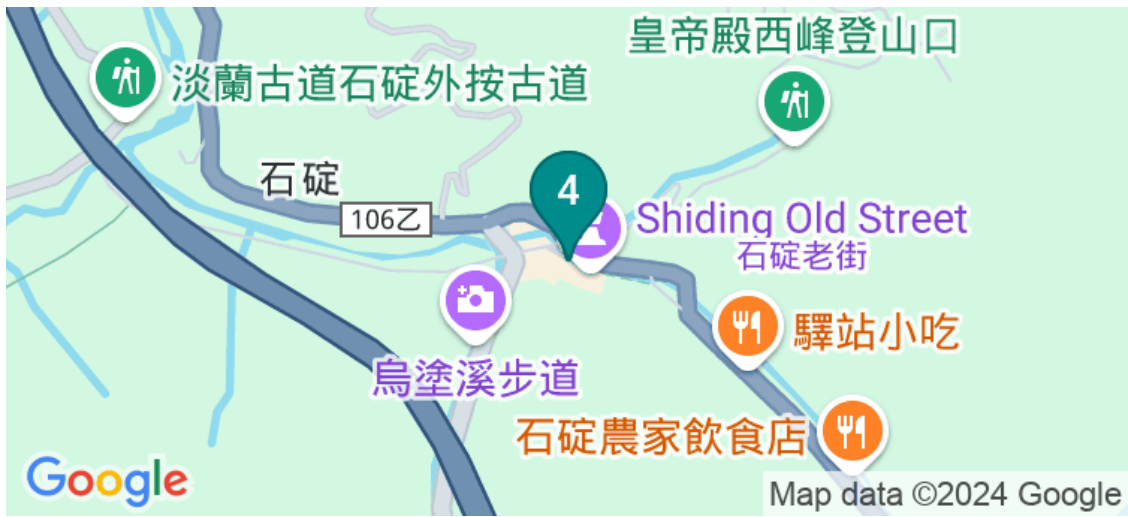 皇帝殿西峰登山口
淡蘭古道石碇外按古道
石碇
4
106乙
Shiding Old Street
石碇老街
烏塗溪步道
驛站小吃
石碇農家飲食店
Google
Map data ©2024 Google